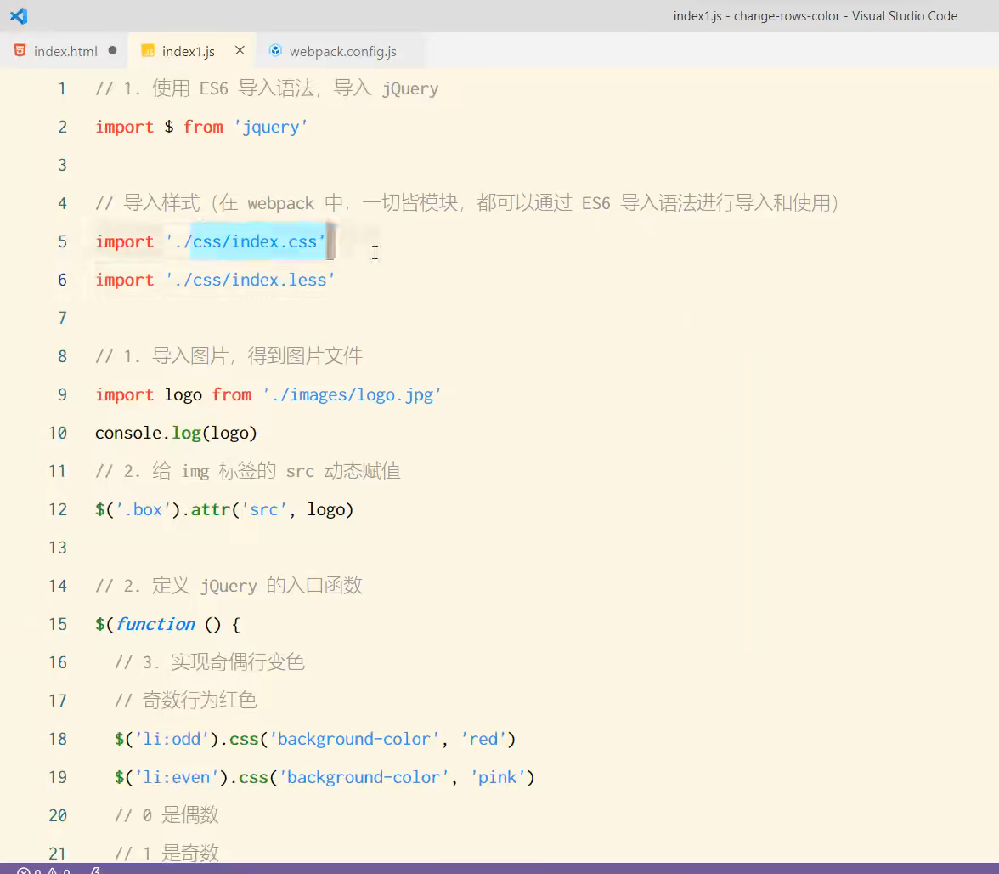 index1.js - change-rows-color - Visual Studio Code
index.html index1.js webpack.config.js
1 // 1. 使用 ES6 导入语法，导入 jQuery
2 import $ from 'jquery'
3
4 // 导入样式（在 webpack 中，一切皆模块，都可以通过 ES6 导入语法进行导入和使用）
5 import './css/index.css'
6 import './css/index.less'
7
8 // 1. 导入图片，得到图片文件
9 import logo from './images/logo.jpg'
10 console.log(logo)
11 // 2. 给 img 标签的 src 动态赋值
12 $('.box').attr('src', logo)
13
14 // 2. 定义 jQuery 的入口函数
15 $(function () {
16 // 3. 实现奇偶行变色
17 // 奇数行为红色
18 $('li:odd').css('background-color', 'red')
19 $('li:even').css('background-color', 'pink')
20 // 0 是偶数
21 // 1 是奇数